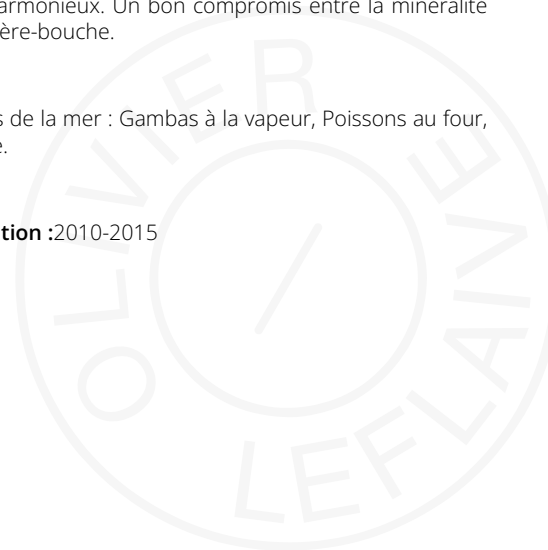 armonieux. Un bon compromis entre la minéralité
ère-bouche.
s de la mer : Gambas à la vapeur, Poissons au four,
e.
tion :2010-2015
OLIVIER
LEFLAIVE